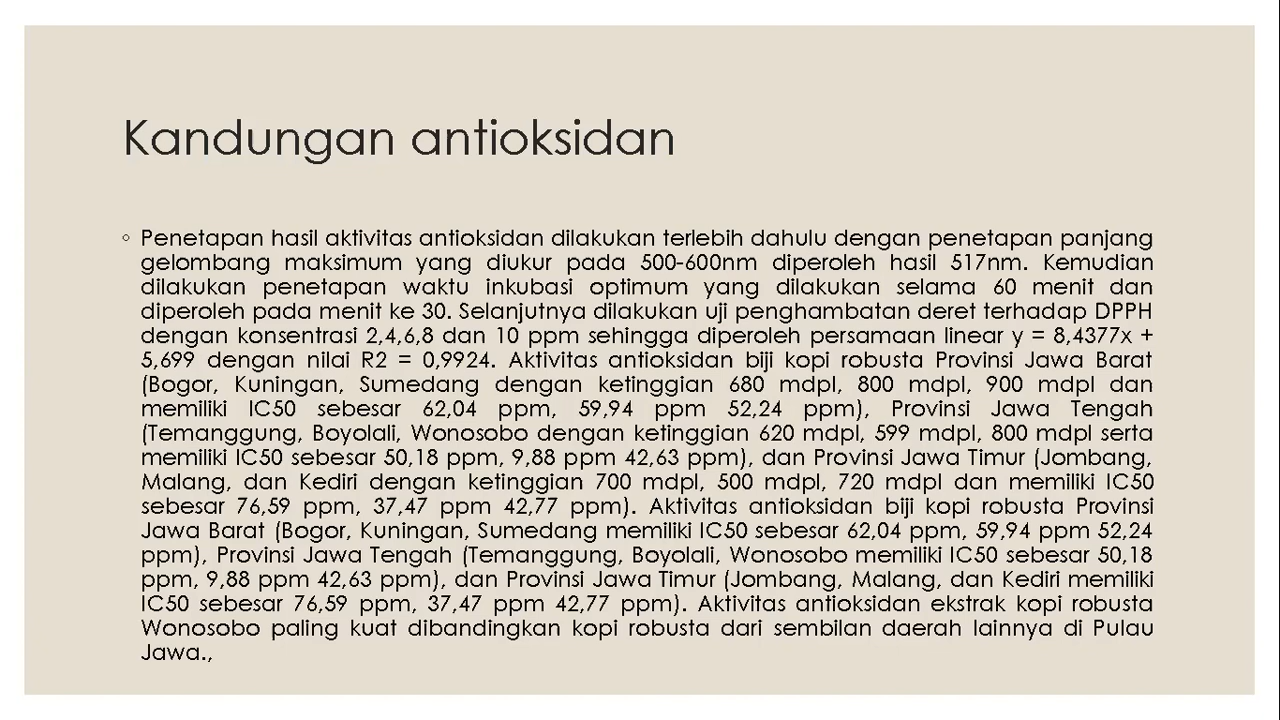 Kandungan antioksidan
◦ Penetapan hasil aktivitas antioksidan dilakukan terlebih dahulu dengan penetapan panjang
gelombang maksimum yang diukur pada 500-600nm diperoleh hasil 517nm. Kemudian
dilakukan penetapan waktu inkubasi optimum yang dilakukan selama 60 menit dan
diperoleh pada menit ke 30. Selanjutnya dilakukan uji penghambatan deret terhadap DPPH
dengan konsentrasi 2,4,6,8 dan 10 ppm sehingga diperoleh persamaan linear y = 8,4377x +
5,699 dengan nilai R2 = 0,9924. Aktivitas antioksidan biji kopi robusta Provinsi Jawa Barat
(Bogor, Kuningan, Sumedang dengan ketinggian 680 mdpl, 800 mdpl, 900 mdpl dan
memiliki IC50 sebesar 62,04 ppm, 59,94 ppm 52,24 ppm), Provinsi Jawa Tengah
(Temanggung, Boyolali, Wonosobo dengan ketinggian 620 mdpl, 599 mdpl, 800 mdpl serta
memiliki IC50 sebesar 50,18 ppm, 9,88 ppm 42,63 ppm), dan Provinsi Jawa Timur (Jombang,
Malang, dan Kediri dengan ketinggian 700 mdpl, 500 mdpl, 720 mdpl dan memiliki IC50
sebesar 76,59 ppm, 37,47 ppm 42,77 ppm). Aktivitas antioksidan biji kopi robusta Provinsi
Jawa Barat (Bogor, Kuningan, Sumedang memiliki IC50 sebesar 62,04 ppm, 59,94 ppm 52,24
ppm), Provinsi Jawa Tengah (Temanggung, Boyolali, Wonosobo memiliki IC50 sebesar 50,18
ppm, 9,88 ppm 42,63 ppm), dan Provinsi Jawa Timur (Jombang, Malang, dan Kediri memiliki
IC50 sebesar 76,59 ppm, 37,47 ppm 42,77 ppm). Aktivitas antioksidan ekstrak kopi robusta
Wonosobo paling kuat dibandingkan kopi robusta dari sembilan daerah lainnya di Pulau
Jawa.,